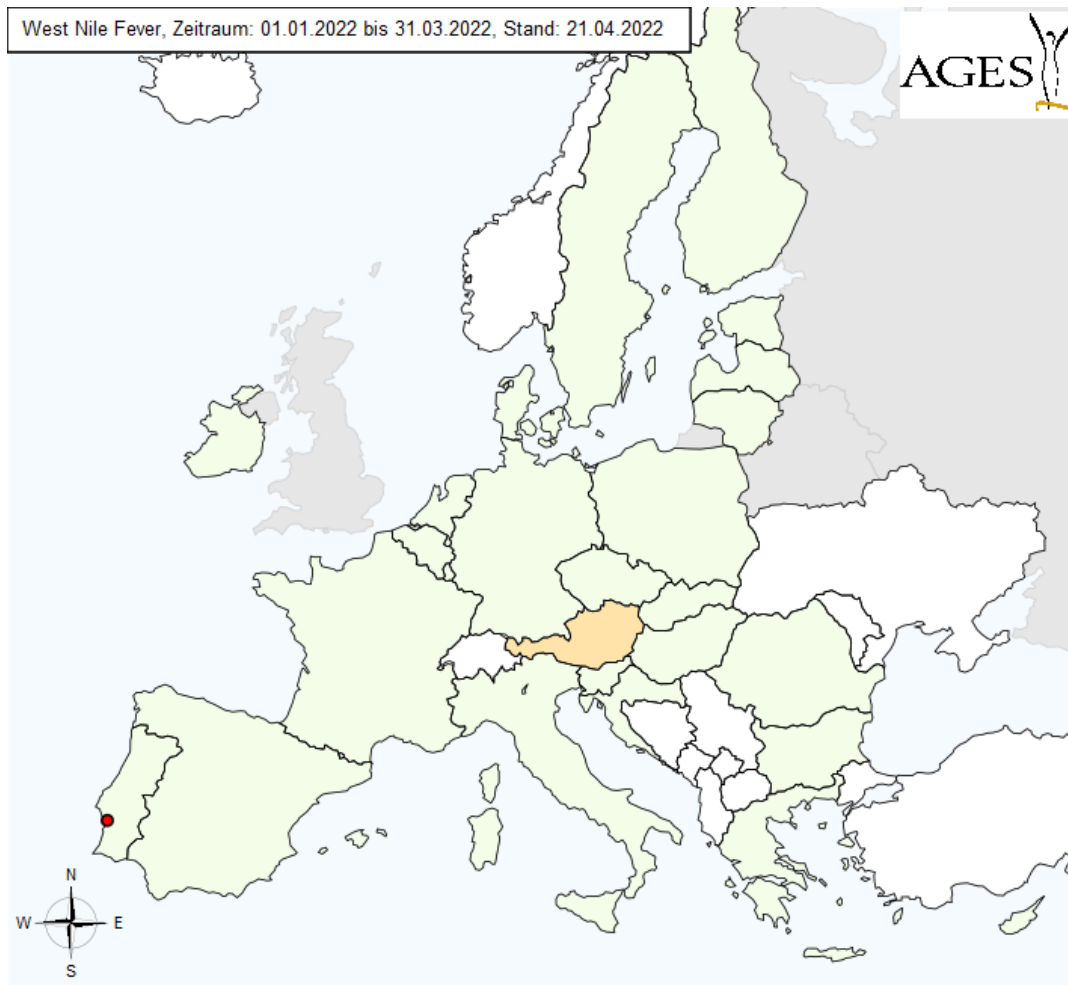 West Nile Fever, Zeitraum: 01.01.2022 bis 31.03.2022, Stand: 21.04.2022
AGES
N
W E
S